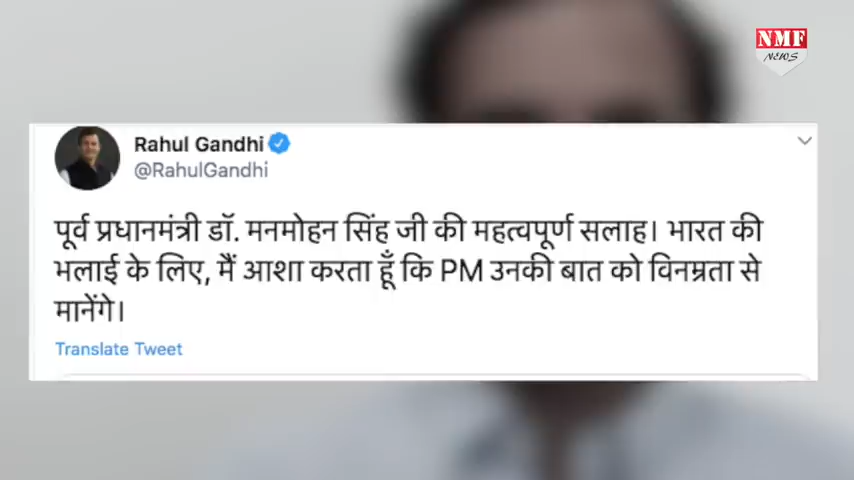 NMF
NEWS
Rahul Gandhi
@RahulGandhi
पूर्व प्रधानमंत्री डॉ. मनमोहन सिंह जी की महत्वपूर्ण सलाह। भारत की
भलाई के लिए, मैं आशा करता हूँ कि PM उनकी बात को विनम्रता से
मानेंगे।
Translate Tweet